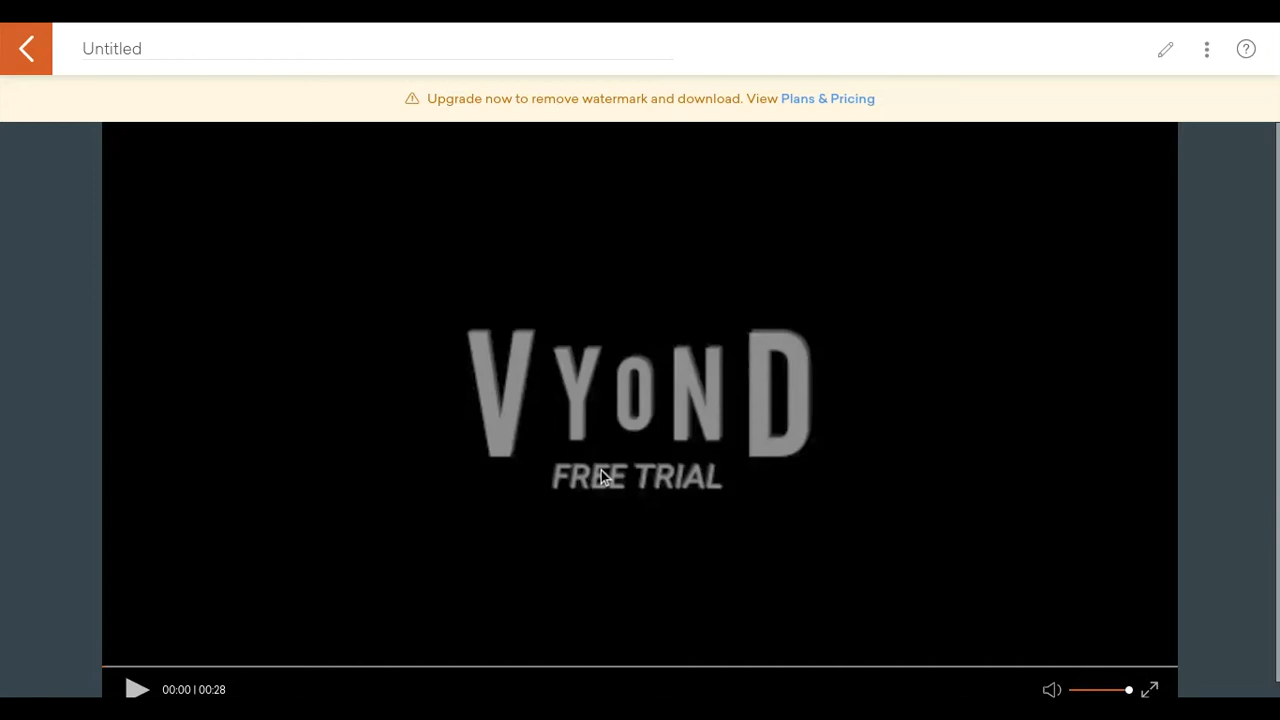 Untitled
Upgrade now to remove watermark and download. View Plans & Pricing
VYOND
FREE TRIAL
00:00 | 00:28